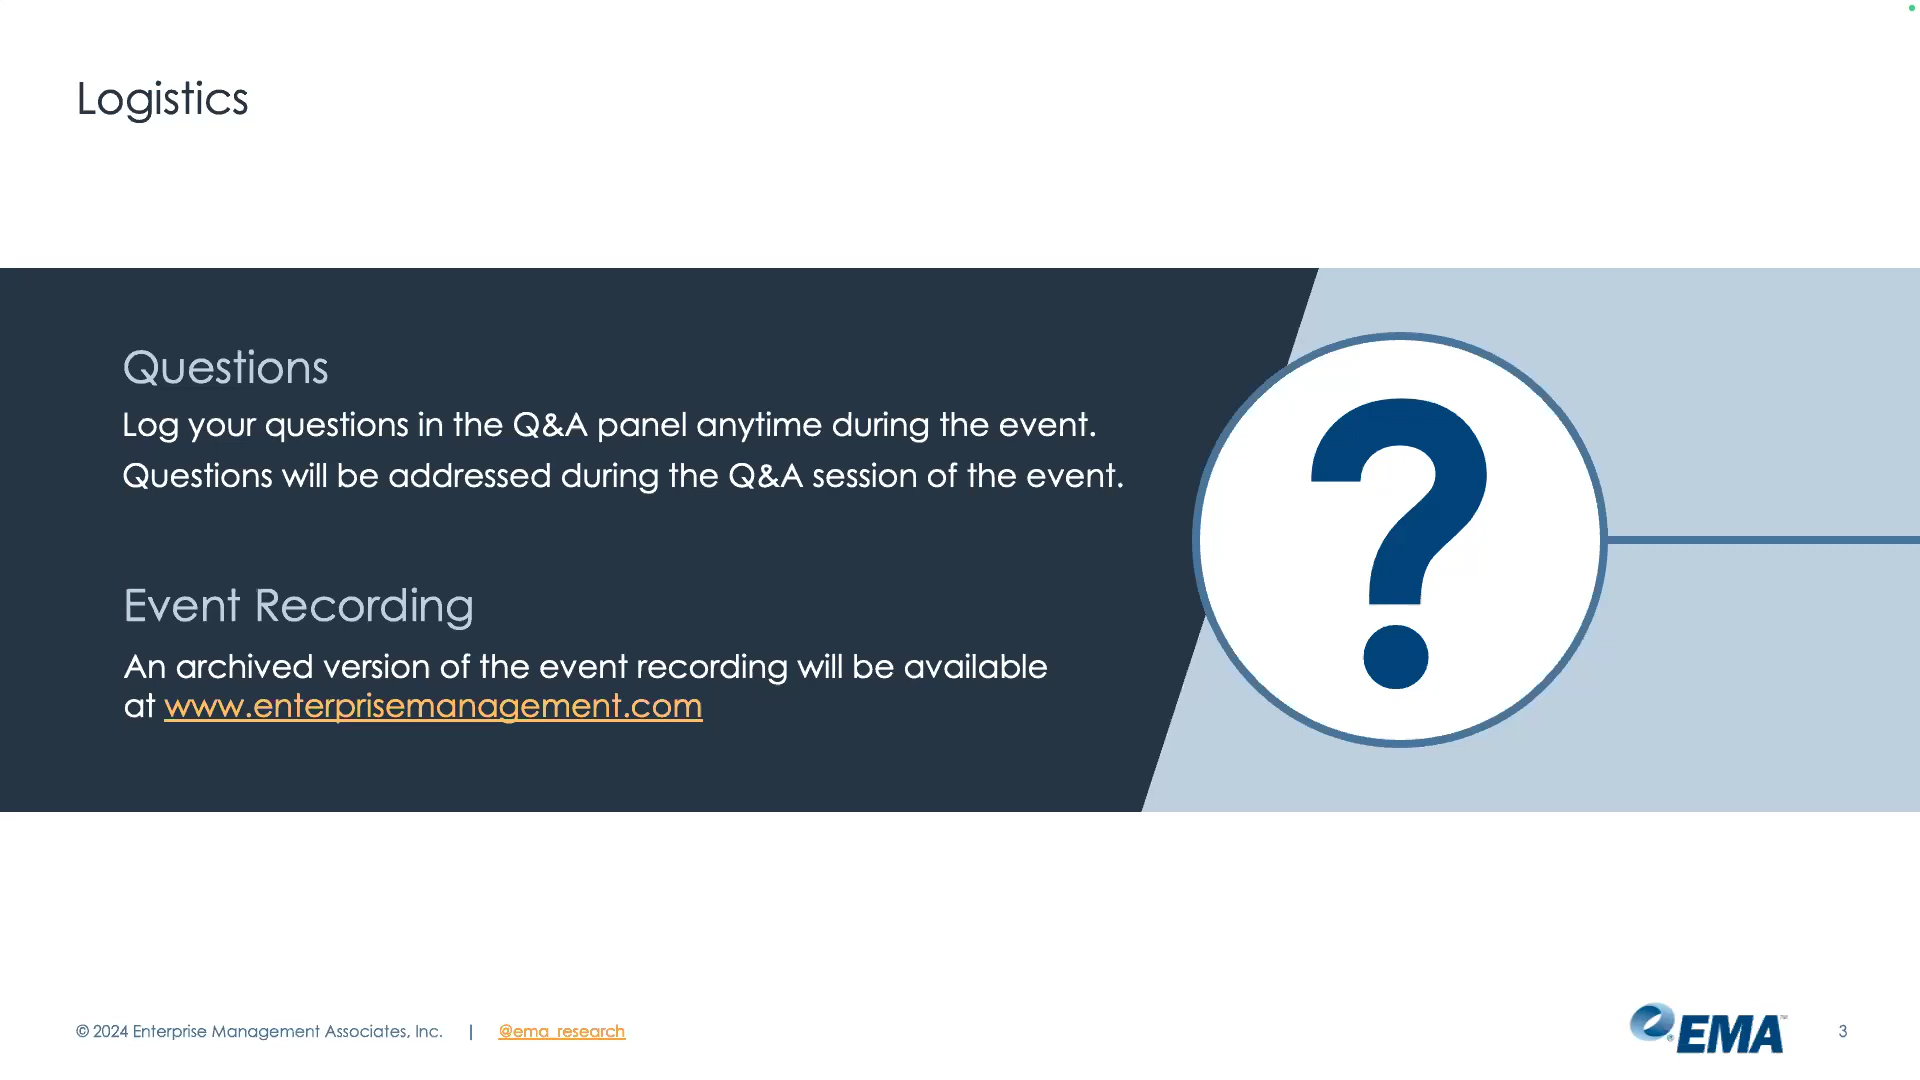 Logistics
Questions
Log your questions in the Q&A panel anytime during the event.
Questions will be addressed during the Q&A session of the event.
Event Recording
An archived version of the event recording will be available
at www.enterprisemanagement.com
?
© 2024 Enterprise Management Associates, Inc. | @ema_research
EMA™
3